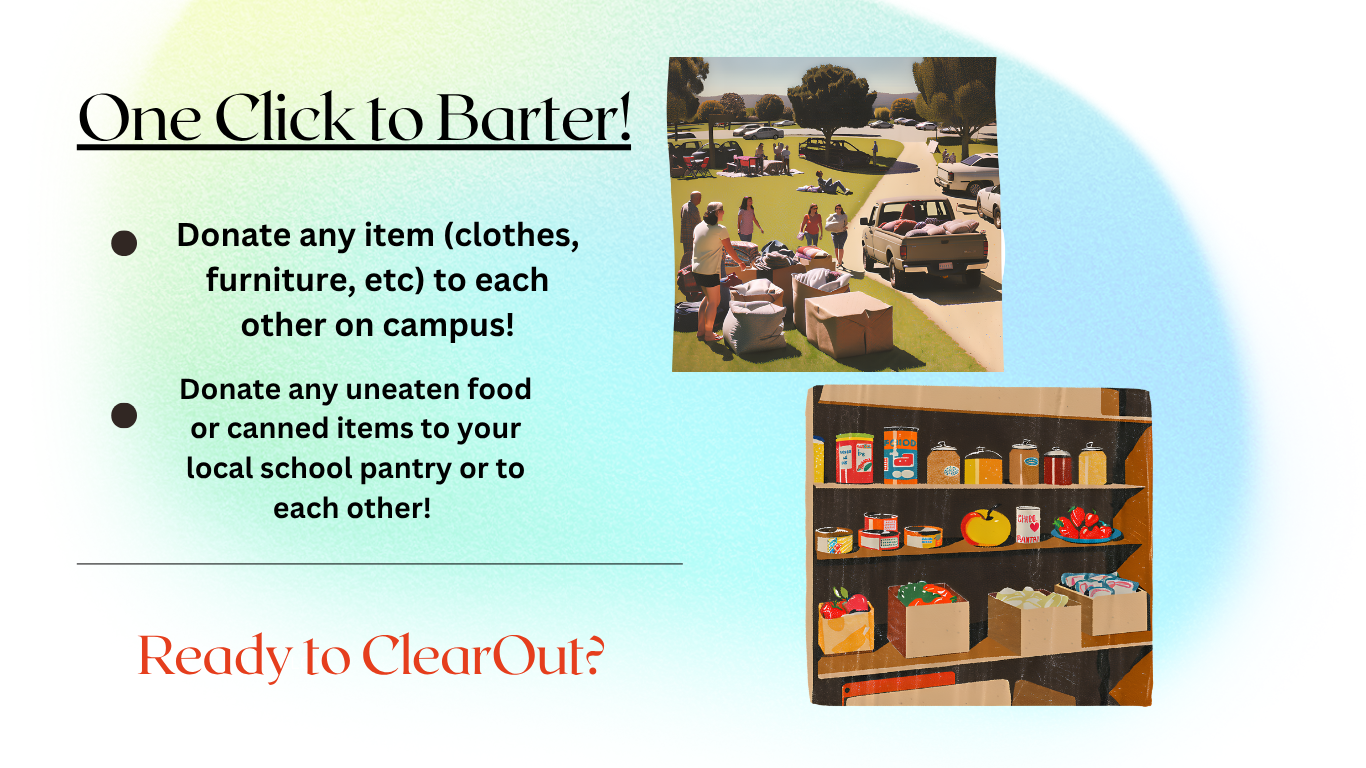 One Click to Barter!
Donate any item (clothes,
furniture, etc) to each
other on campus!
Donate any uneaten food
or canned items to your
local school pantry or to
each other!
Ready to ClearOut?